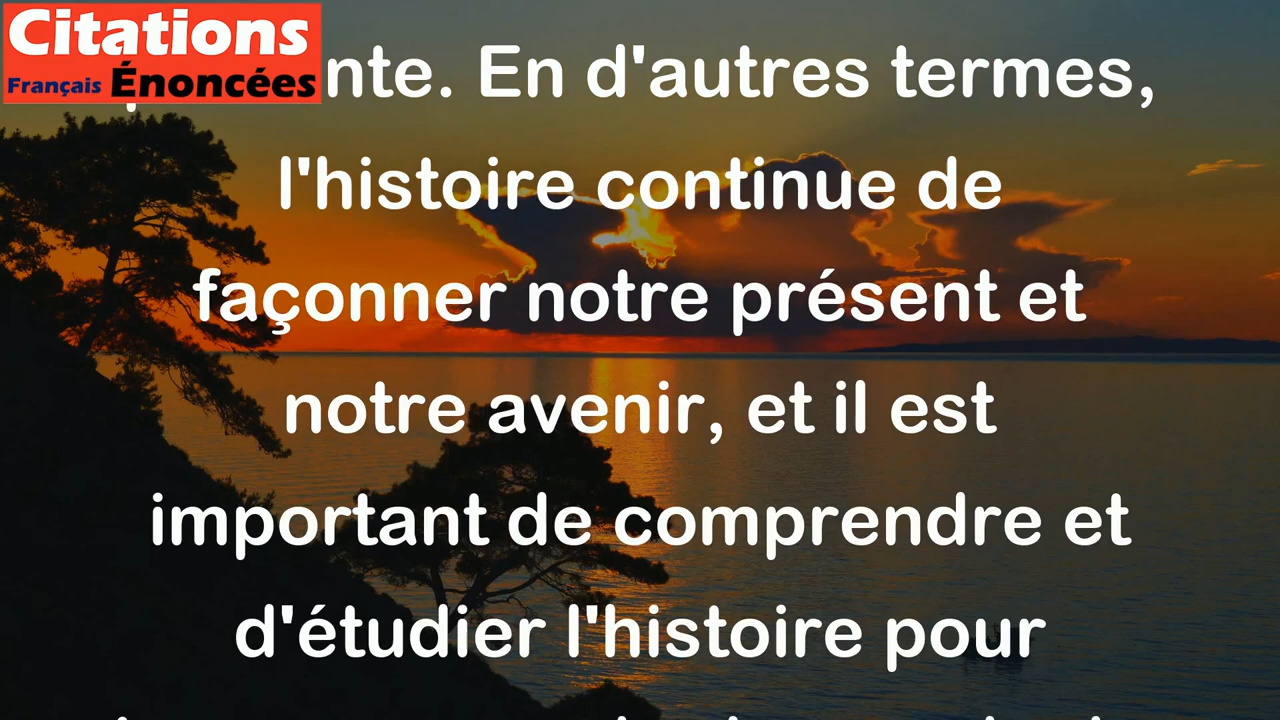 Citations
Français Énoncées
nte. En d'autres termes,
l'histoire continue de
façonner notre présent et
notre avenir, et il est
important de comprendre et
d'étudier l'histoire pour